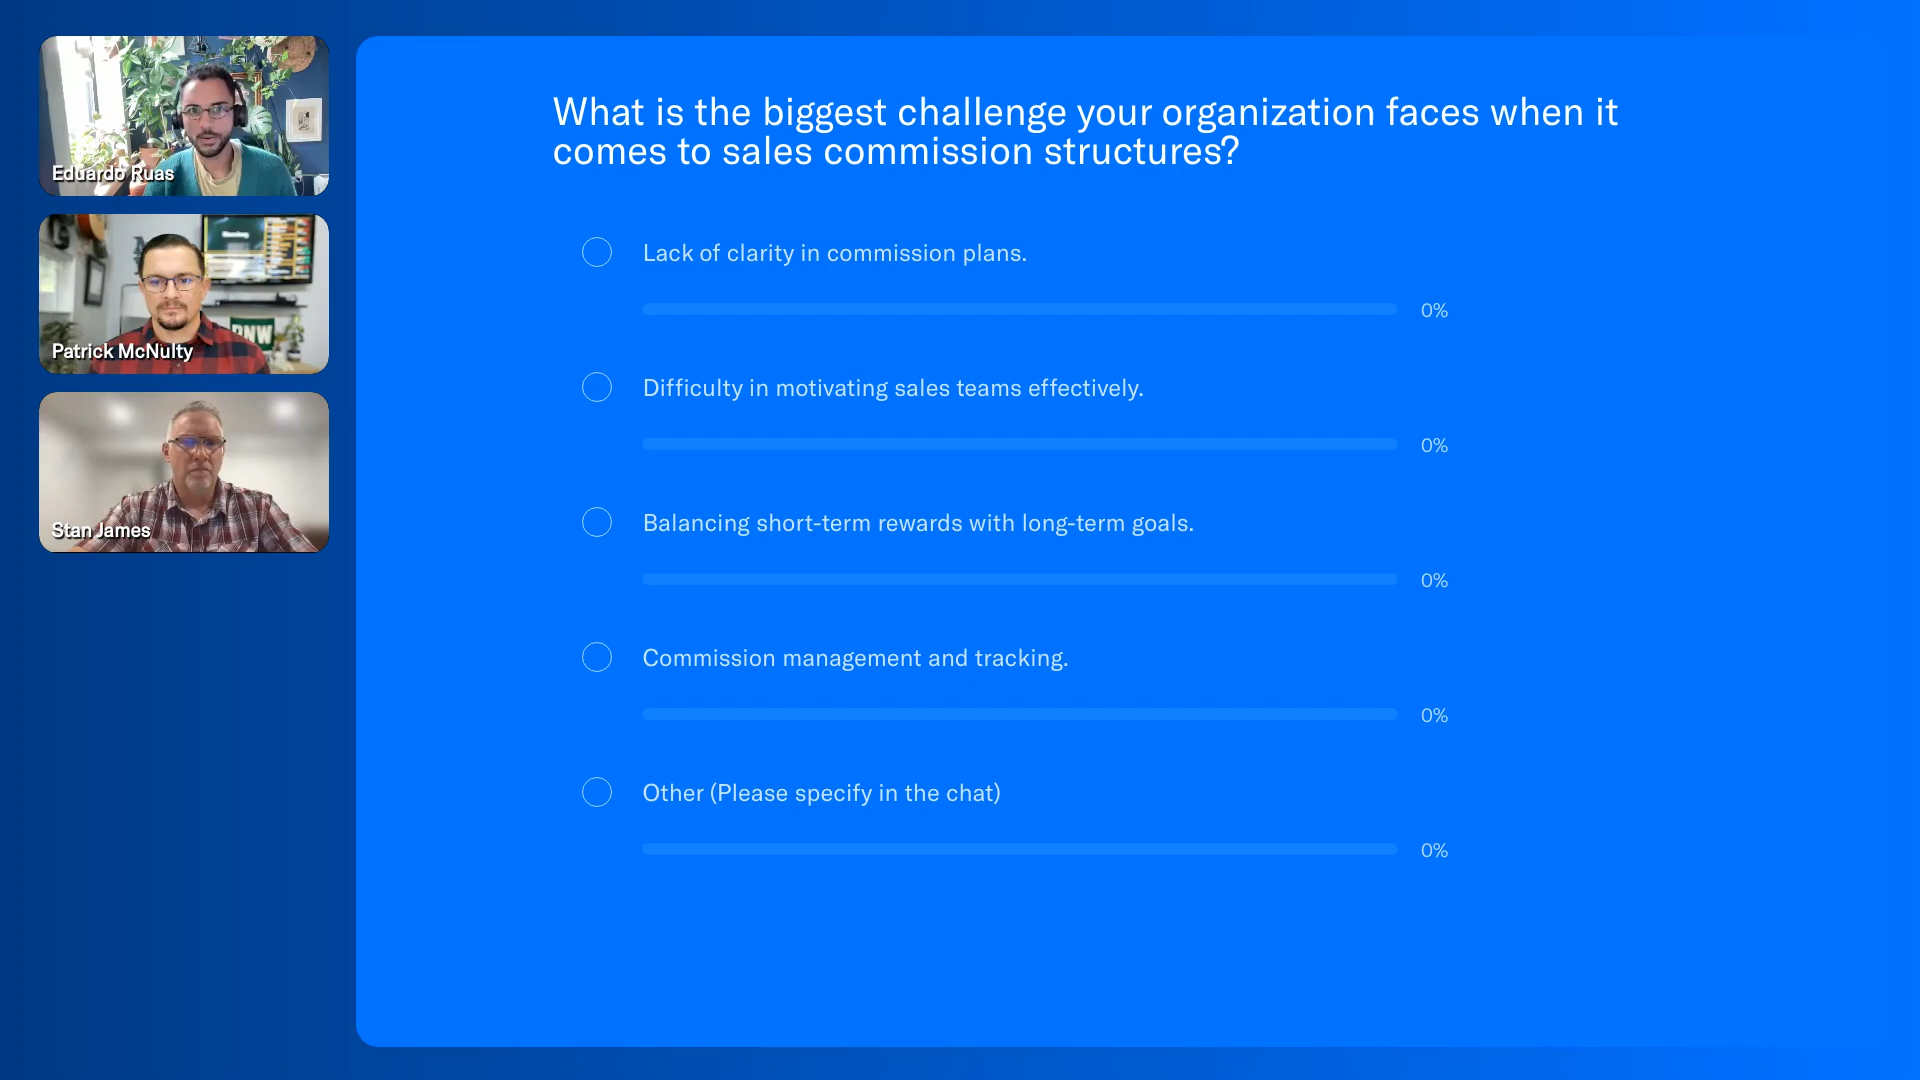 Eduardo Ruas
Patrick McNulty
Stan James
What is the biggest challenge your organization faces when it
comes to sales commission structures?
Lack of clarity in commission plans.
0%
Difficulty in motivating sales teams effectively.
0%
Balancing short-term rewards with long-term goals.
0%
Commission management and tracking.
0%
Other (Please specify in the chat)
0%